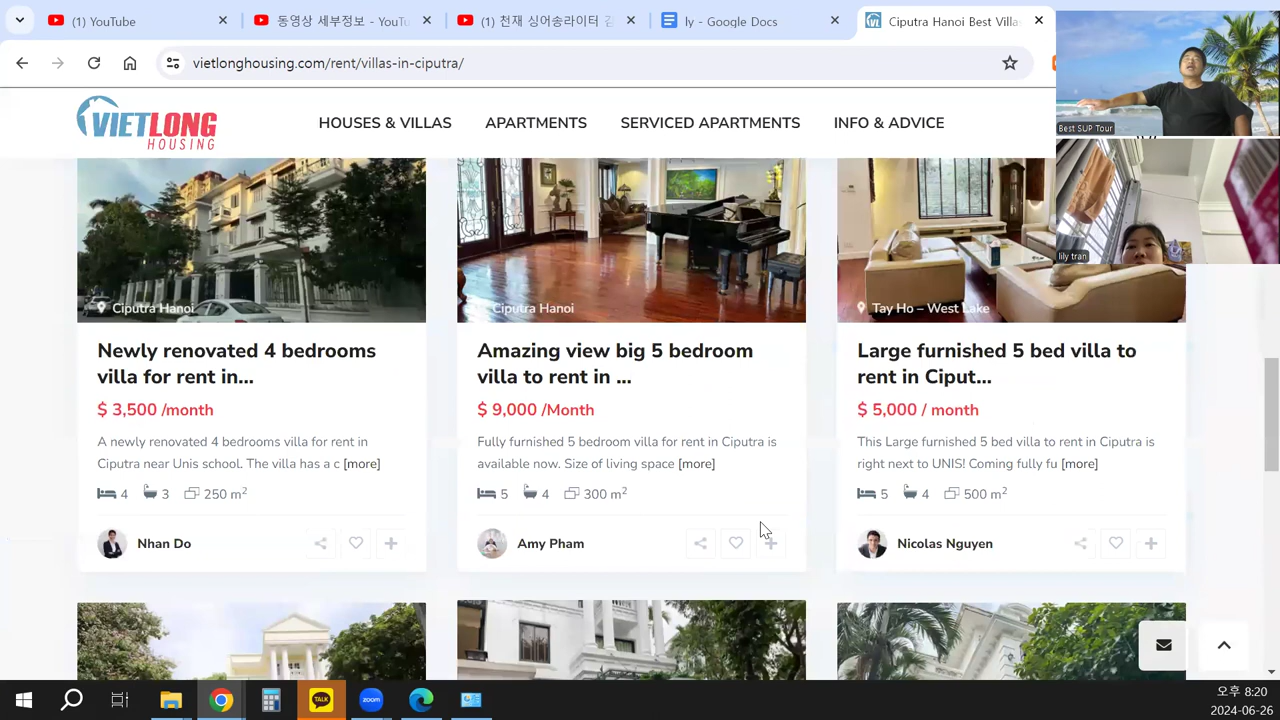 (1) YouTube
동영상 세부정보 - YouTu
(1) 천재 싱어송라이터 김
ly - Google Docs
Ciputra Hanoi Best Villa
vietlonghousing.com/rent/villas-in-ciputra/
VIETLONG
HOUSING
HOUSES & VILLAS
APARTMENTS
SERVICED APARTMENTS
INFO & ADVICE
Best SUP Tour
lily tran
Ciputra Hanoi
Newly renovated 4 bedrooms
villa for rent in...
$ 3,500 /month
A newly renovated 4 bedrooms villa for rent in
Ciputra near Unis school. The villa has a c [more]
4 3 250 m²
Nhan Do
Ciputra Hanoi
Amazing view big 5 bedroom
villa to rent in ...
$ 9,000 /Month
Fully furnished 5 bedroom villa for rent in Ciputra is
available now. Size of living space [more]
5 4 300 m²
Amy Pham
Tay Ho – West Lake
Large furnished 5 bed villa to
rent in Ciput...
$ 5,000 / month
This Large furnished 5 bed villa to rent in Ciputra is
right next to UNIS! Coming fully fu [more]
5 4 500 m²
Nicolas Nguyen
TALK
zoom
오후 8:20
2024-06-26